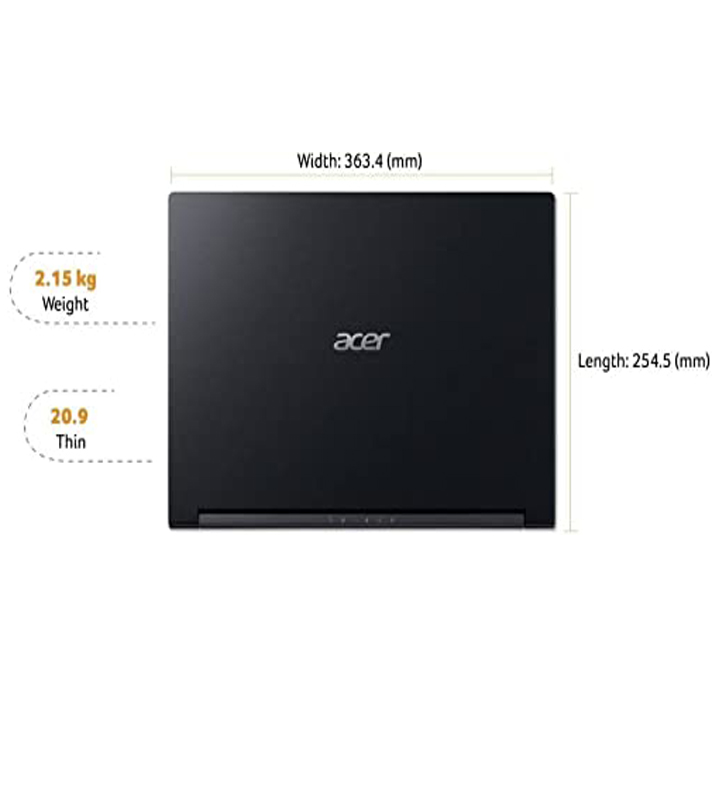 Width: 363.4 (mm)
2.15 kg
Weight
acer
Length: 254.5 (mm)
20.9
Thin